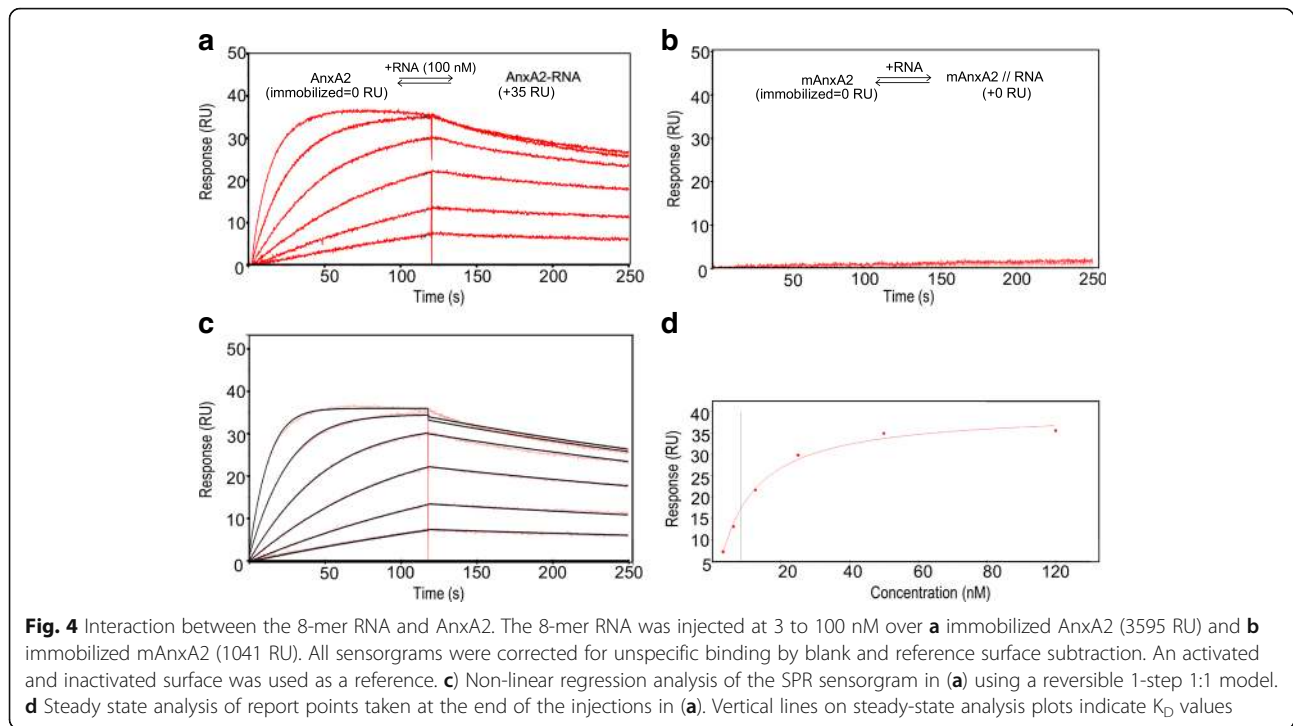 a
50
40
30
20
10
0
Response (RU)
AnxA2
(immobilized=0 RU)
+RNA (100 nM)
AnxA2-RNA
(+35 RU)
50
100
150
200
250
Time (s)
b
50
40
30
20
10
0
Response (RU)
mAnxA2
(immobilized=0 RU)
+RNA
mAnxA2 // RNA
(+0 RU)
50
100
150
200
250
Time (s)
c
50
40
30
20
10
0
Response (RU)
50
100
150
200
250
Time (s)
d
40
35
30
25
20
15
10
5
Response (RU)
20
40
60
80
100
120
Concentration (nM)
Fig. 4 Interaction between the 8-mer RNA and AnxA2. The 8-mer RNA was injected at 3 to 100 nM over a immobilized AnxA2 (3595 RU) and b
immobilized mAnxA2 (1041 RU). All sensorgrams were corrected for unspecific binding by blank and reference surface subtraction. An activated
and inactivated surface was used as a reference. c) Non-linear regression analysis of the SPR sensorgram in (a) using a reversible 1-step 1:1 model.
d Steady state analysis of report points taken at the end of the injections in (a). Vertical lines on steady-state analysis plots indicate KD values